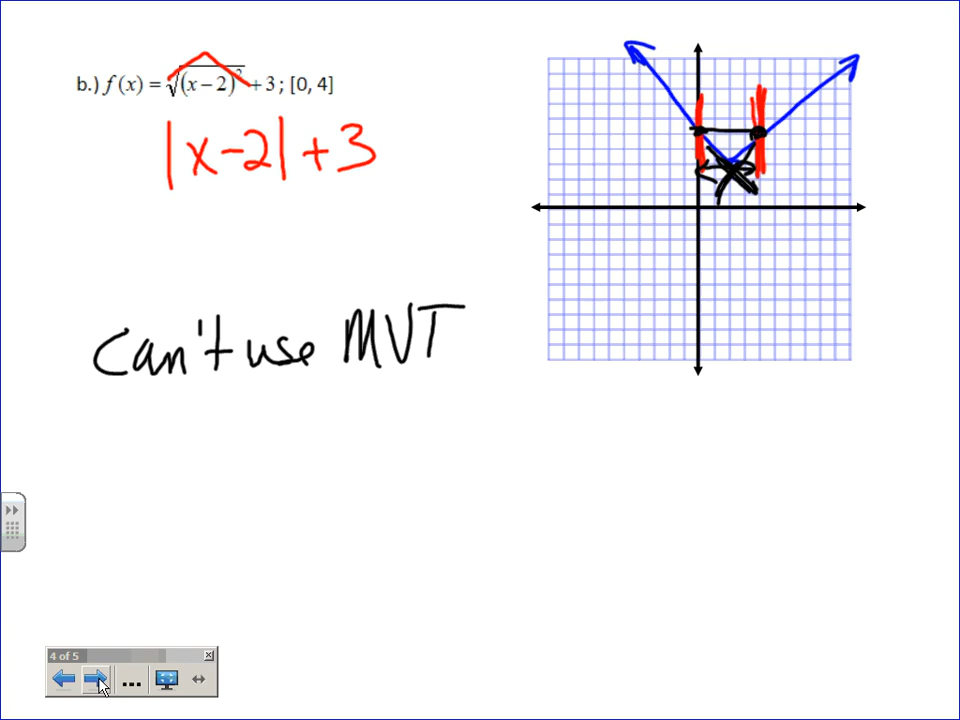 b.) f(x) = √(x−2)² + 3 ; [0, 4]
|x-2| + 3
Can't use MVT
4 of 5